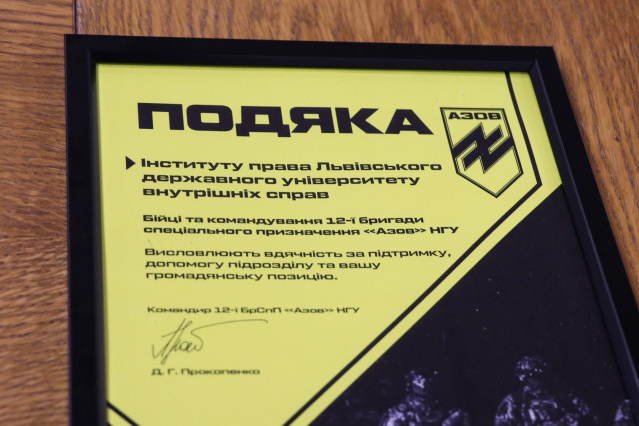 ПОДЯКА
АЗОВ
Інституту права Львівського
державного університету
внутрішніх справ
Бійці та командування 12-ї бригади
спеціального призначення «Азов» НГУ
Висловлюють вдячність за підтримку,
допомогу підрозділу та вашу
громадянську позицію.
Командир 12-ї БрСпП «Азов» НГУ
Д. Г. Прокопенко